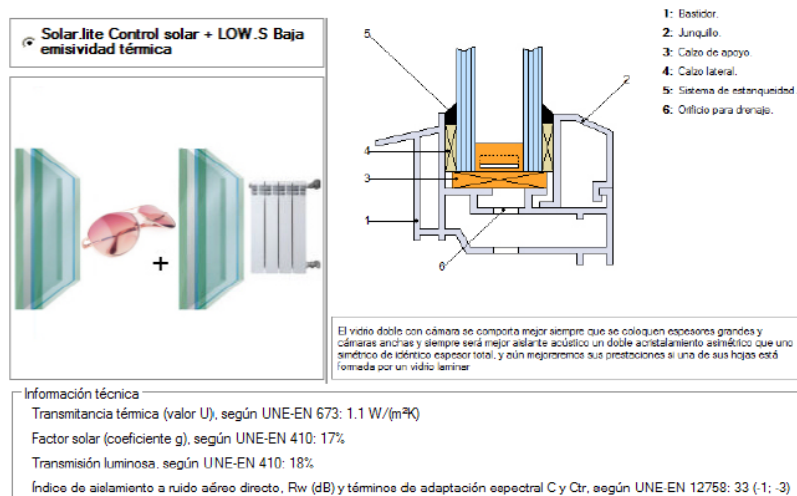 Solar.lite Control solar + LOW.S Baja
emisividad térmica
+
5
2
4
3
1
6
1: Bastidor.
2: Junquillo.
3: Calzo de apoyo.
4: Calzo lateral.
5: Sistema de estanqueidad
6: Orificio para drenaje.
El vidrio doble con cámara se comporta mejor siempre que se coloquen espesores grandes y
cámaras anchas y siempre será mejor aislante acústico un doble acristalamiento asimétrico que uno
simétrico de idéntico espesor total, y aún mejoraremos sus prestaciones si una de sus hojas está
formada por un vidrio laminar
Información técnica
Transmitancia térmica (valor U), según UNE-EN 673: 1.1 W/(m²K)
Factor solar (coeficiente g), según UNE-EN 410: 17%
Transmisión luminosa, según UNE-EN 410: 18%
Índice de aislamiento a ruido aéreo directo, Rw (dB) y términos de adaptación espectral C y Ctr, según UNE-EN 12758: 33 (-1; -3)